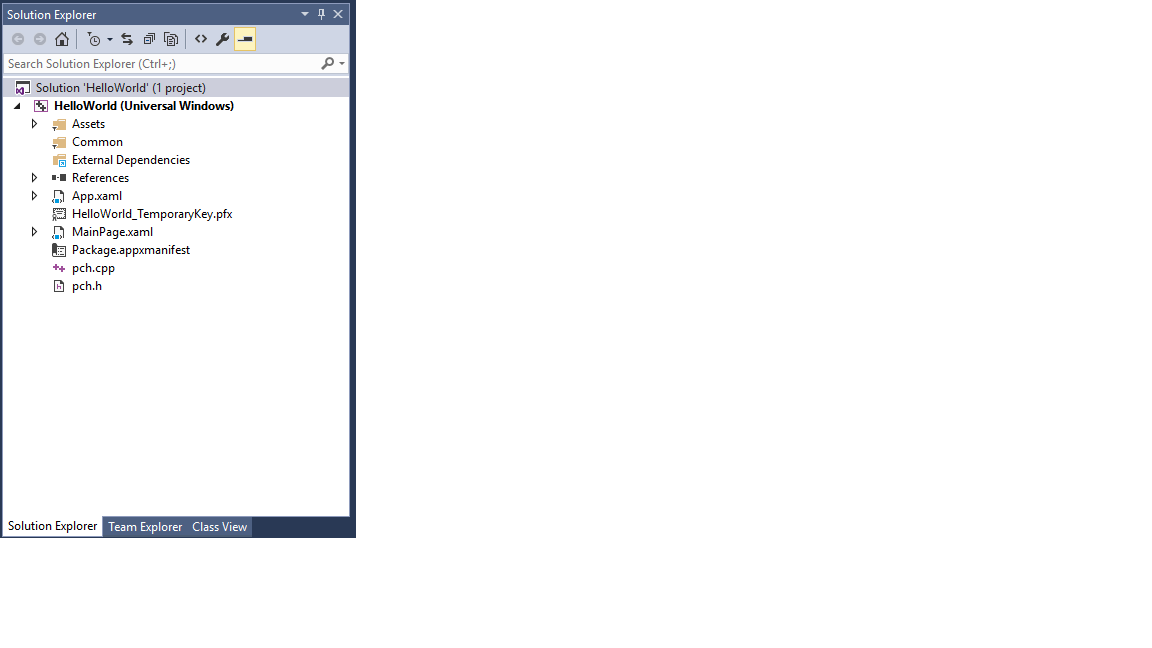 Solution Explorer
Search Solution Explorer (Ctrl+;)
Solution 'HelloWorld' (1 project)
HelloWorld (Universal Windows)
Assets
Common
External Dependencies
References
App.xaml
HelloWorld_TemporaryKey.pfx
MainPage.xaml
Package.appxmanifest
pch.cpp
pch.h
Solution Explorer Team Explorer Class View